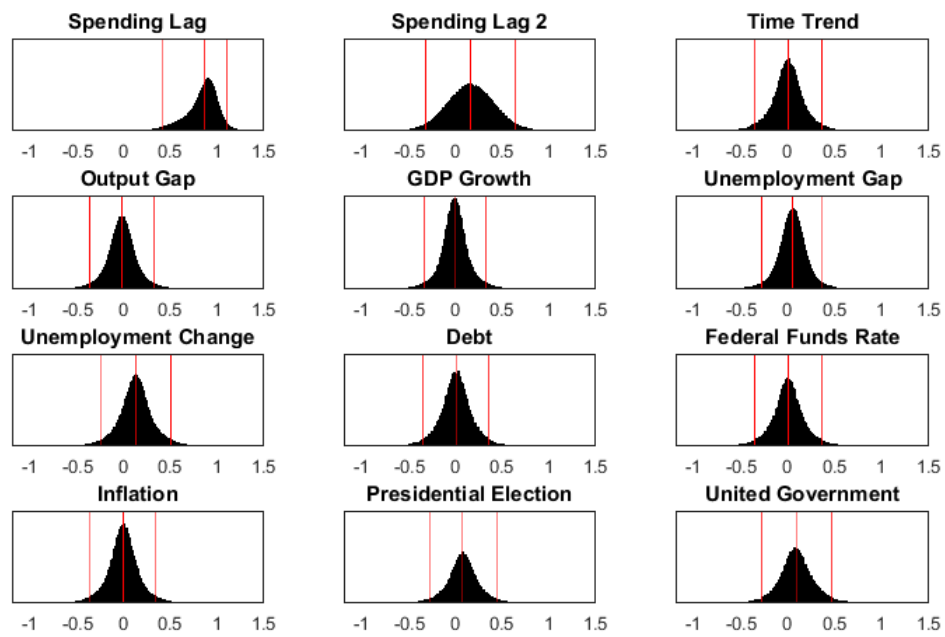 Spending Lag Spending Lag 2 Time Trend
-1 -0.5 0 0.5 1 1.5 -1 -0.5 0 0.5 1 1.5 -1 -0.5 0 0.5 1 1.5
Output Gap GDP Growth Unemployment Gap
-1 -0.5 0 0.5 1 1.5 -1 -0.5 0 0.5 1 1.5 -1 -0.5 0 0.5 1 1.5
Unemployment Change Debt Federal Funds Rate
-1 -0.5 0 0.5 1 1.5 -1 -0.5 0 0.5 1 1.5 -1 -0.5 0 0.5 1 1.5
Inflation Presidential Election United Government
-1 -0.5 0 0.5 1 1.5 -1 -0.5 0 0.5 1 1.5 -1 -0.5 0 0.5 1 1.5